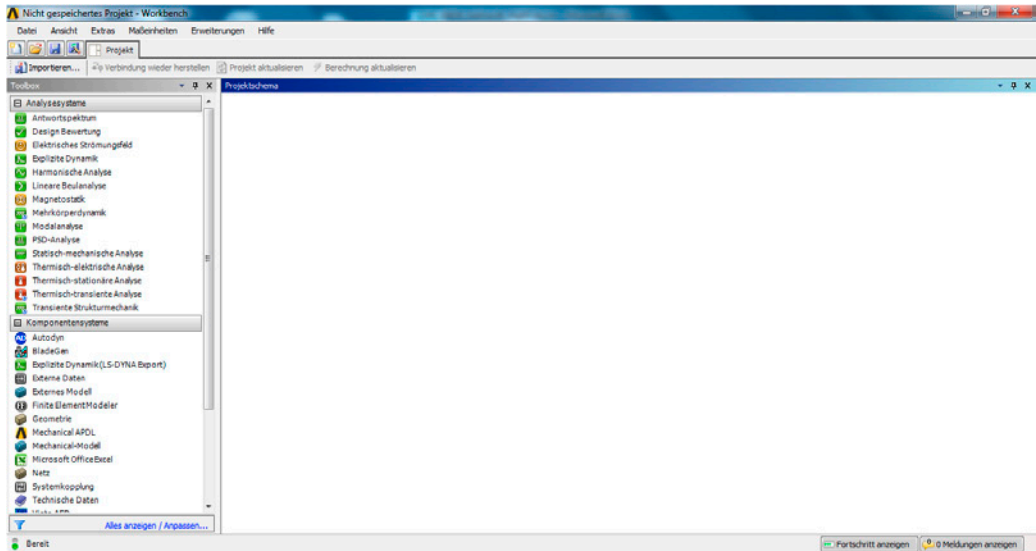 Nicht gespeichertes Projekt - Workbench
Datei Ansicht Extras Maßeinheiten Erweiterungen Hilfe
Projekt
Importieren... Verbindung wieder herstellen Projekt aktualisieren Berechnung aktualisieren
Toolbox
Projektschema
Analysesysteme
Antwortspektrum
Design Bewertung
Elektrisches Strömungsfeld
Explizite Dynamik
Harmonische Analyse
Lineare Beulanalyse
Magnetostatik
Mehrkörperdynamik
Modalanalyse
PSD-Analyse
Statisch-mechanische Analyse
Thermisch-elektrische Analyse
Thermisch-stationäre Analyse
Thermisch-transiente Analyse
Transiente Strukturmechanik
Komponentensysteme
Autodyn
BladeGen
Explizite Dynamik(LS-DYNA Export)
Externe Daten
Externes Modell
Finite Element Modeler
Geometrie
Mechanical APDL
Mechanical-Modell
Microsoft Office Excel
Netz
Systemkopplung
Technische Daten
Alles anzeigen / Anpassen...
Bereit
Fortschritt anzeigen 0 Meldungen anzeigen